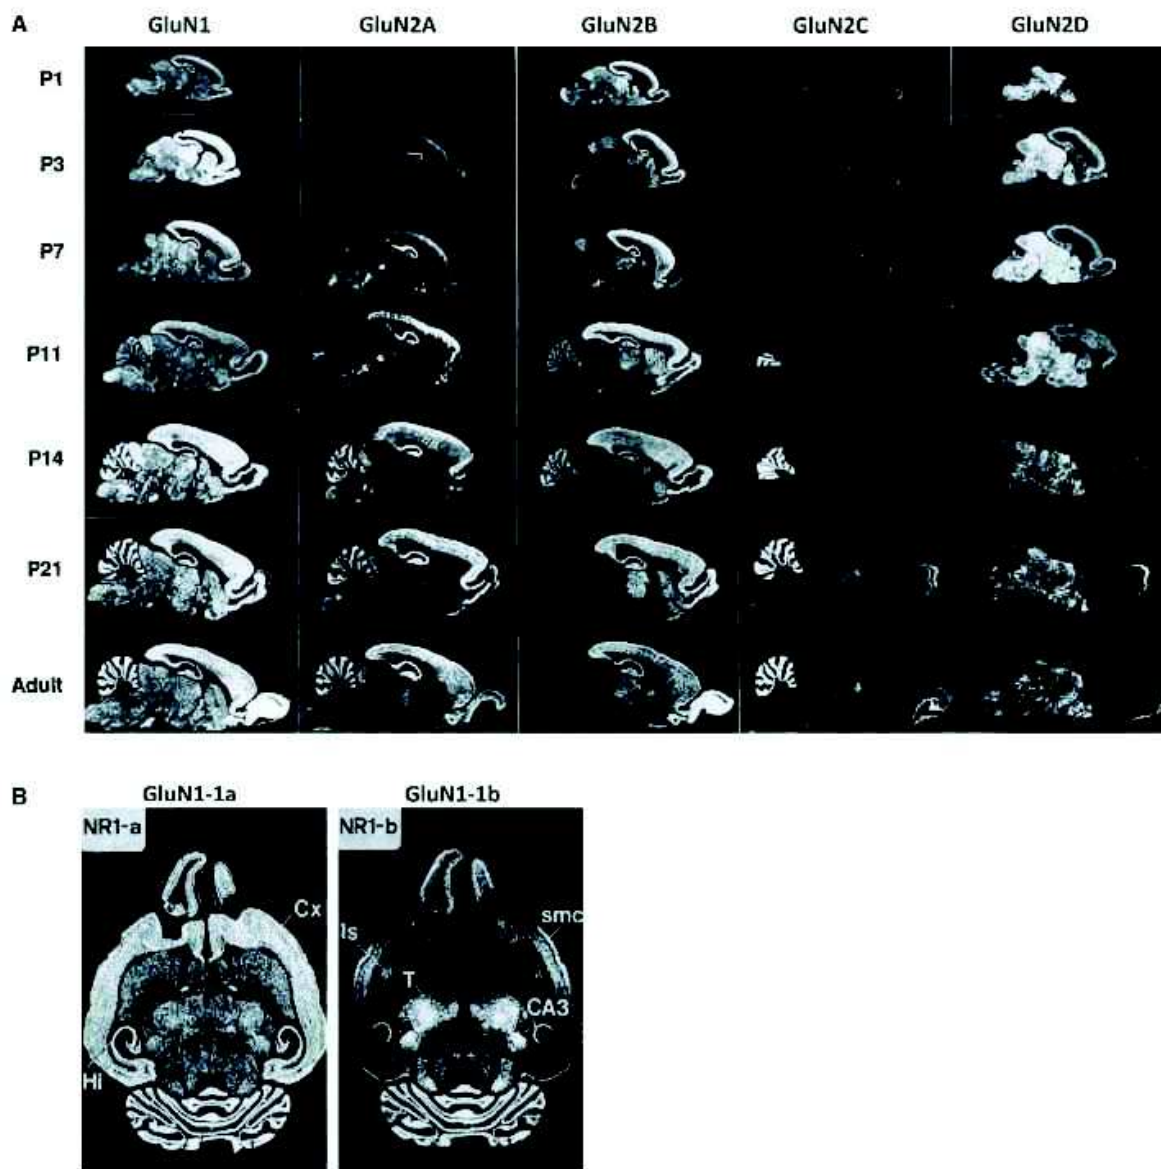 A GluN1 GluN2A GluN2B GluN2C GluN2D
P1
P3
P7
P11
P14
P21
Adult
B GluN1-1a GluN1-1b
NR1-a NR1-b
Cx
smc
T
CA3
Hi